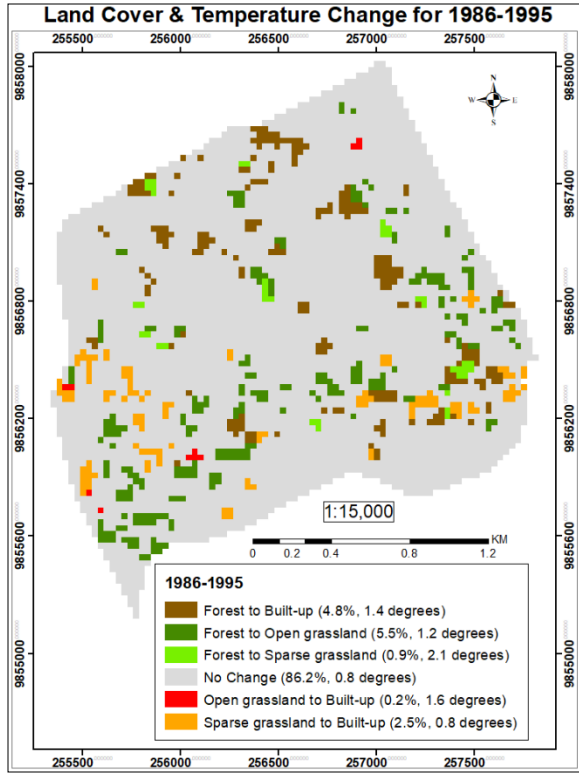 Land Cover & Temperature Change for 1986-1995
255500 256000 256500 257000 257500
N
W E
S
9858000
9857400
9856800
9856200
9855600
9855000
9858000
9857400
9856800
9856200
9855600
9855000
1:15,000
KM
0 0.2 0.4 0.8 1.2
1986-1995
Forest to Built-up (4.8%, 1.4 degrees)
Forest to Open grassland (5.5%, 1.2 degrees)
Forest to Sparse grassland (0.9%, 2.1 degrees)
No Change (86.2%, 0.8 degrees)
Open grassland to Built-up (0.2%, 1.6 degrees)
Sparse grassland to Built-up (2.5%, 0.8 degrees)
255500 256000 256500 257000 257500